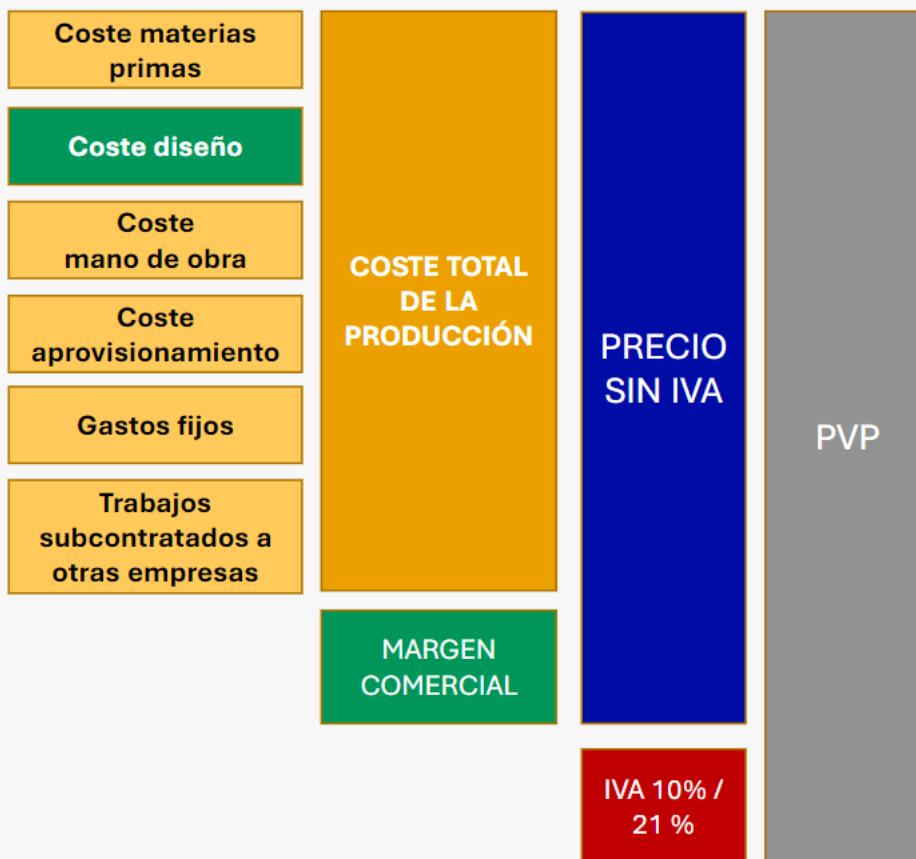 Coste materias
primas
Coste diseño
Coste
mano de obra
Coste
aprovisionamiento
Gastos fijos
Trabajos
subcontratados a
otras empresas
COSTE TOTAL
DE LA
PRODUCCIÓN
MARGEN
COMERCIAL
PRECIO
SIN IVA
IVA 10% /
21 %
PVP